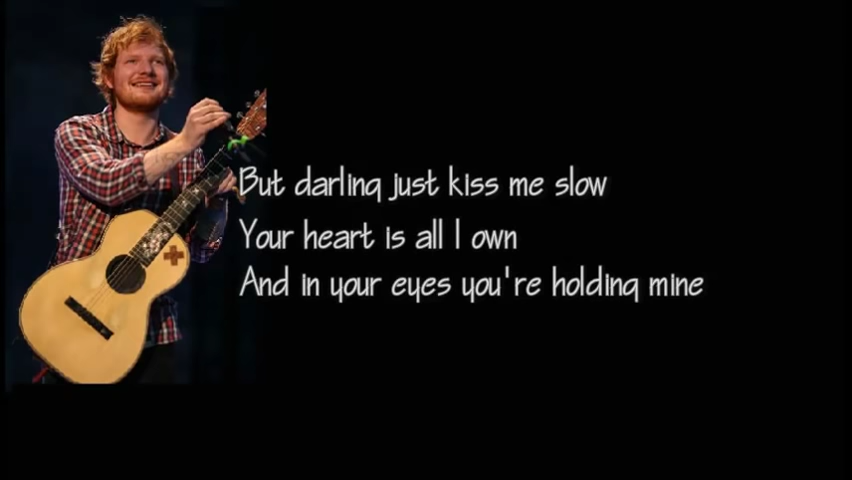 But darling just kiss me slow
Your heart is all I own
And in your eyes you're holding mine